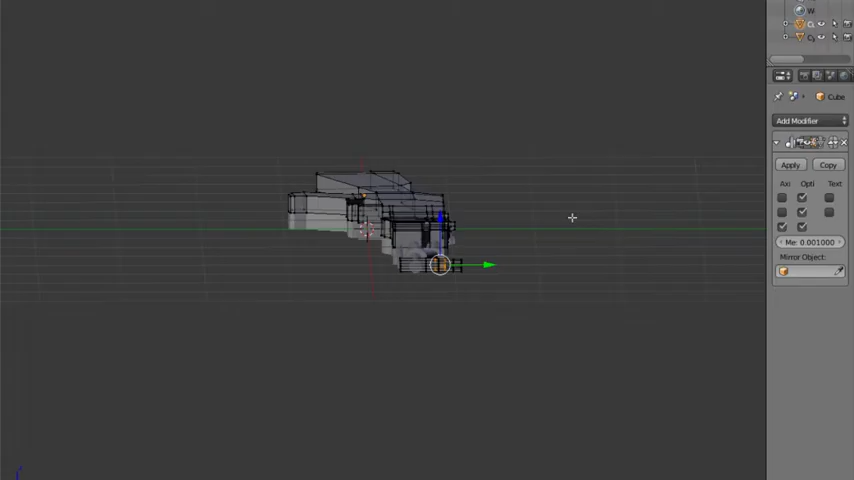 W
Cube
Add Modifier
Apply
Copy
Axi
Opti
Text
Me: 0.001000
Mirror Object: